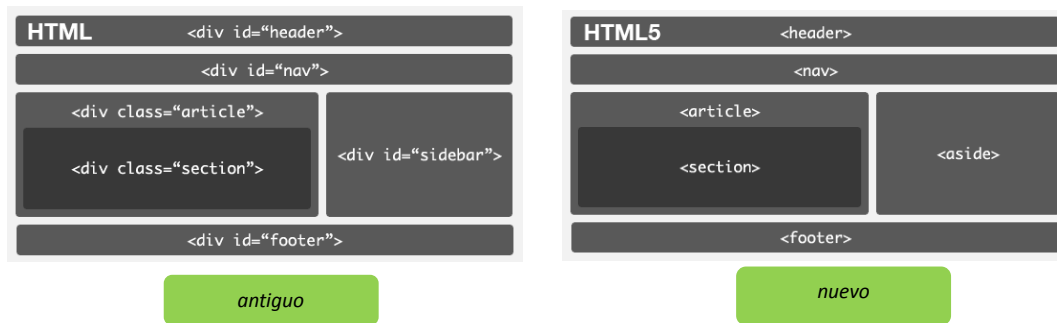 HTML
<div id=“header”>
<div id=“nav”>
<div class=“article”>
<div class=“section”>
<div id=“sidebar”>
<div id=“footer”>
antiguo
HTML5
<header>
<nav>
<article>
<section>
<aside>
<footer>
nuevo